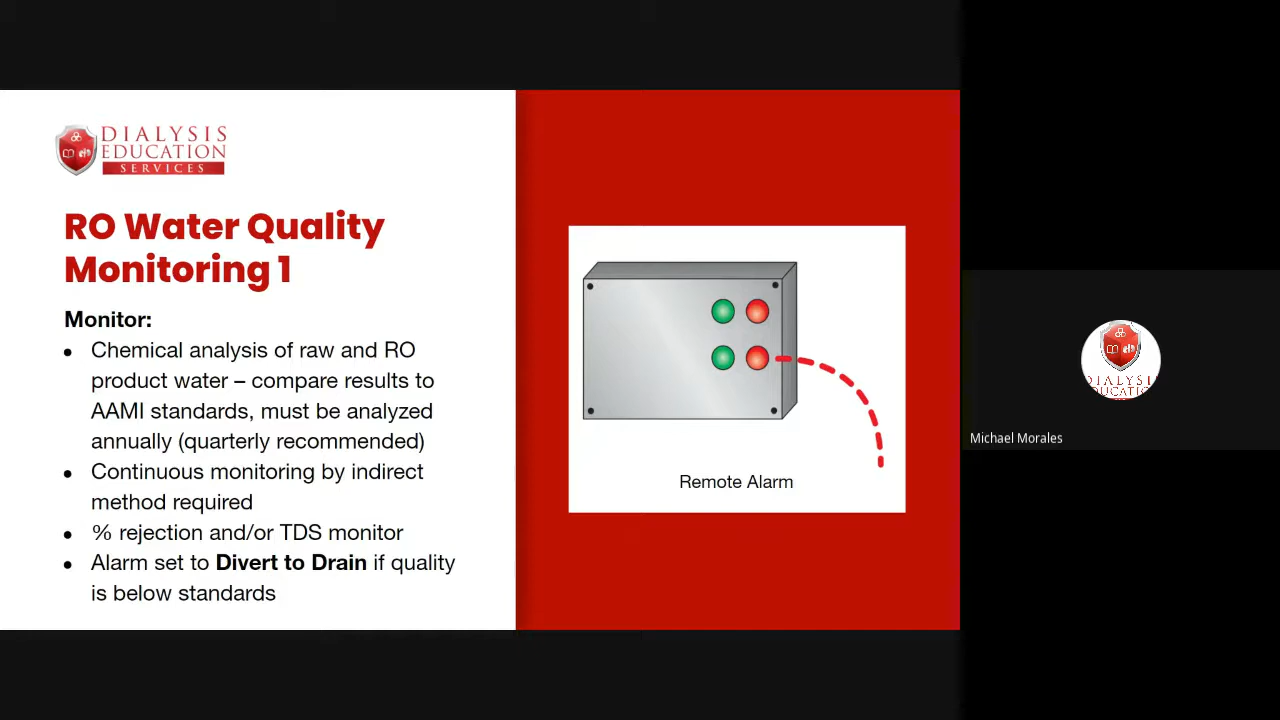 DIALYSIS
EDUCATION
SERVICES
RO Water Quality
Monitoring 1
Monitor:
• Chemical analysis of raw and RO
product water – compare results to
AAMI standards, must be analyzed
annually (quarterly recommended)
• Continuous monitoring by indirect
method required
• % rejection and/or TDS monitor
• Alarm set to Divert to Drain if quality
is below standards
Remote Alarm
Michael Morales